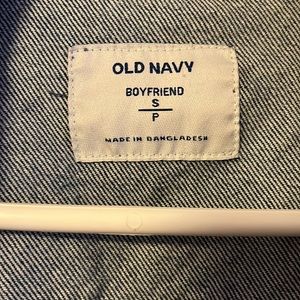 OLD NAVY
BOYFRIEND
S
P
MADE IN BANGLADESH